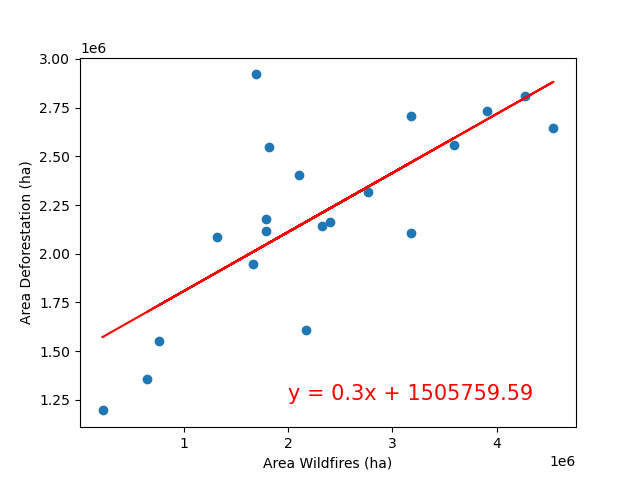 1e6
3.00
2.75
2.50
2.25
2.00
1.75
1.50
1.25
Area Deforestation (ha)
y = 0.3x + 1505759.59
1 2 3 4
1e6
Area Wildfires (ha)